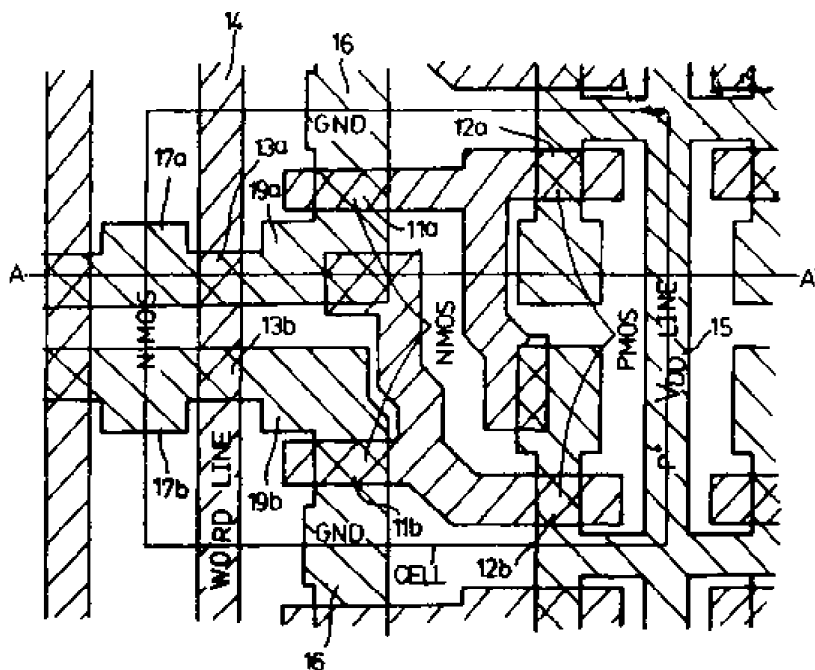 14
16
GND
12a
17a
13a
19a
11a
A
A
NMOS
NMOS
PMOS
VDD LINE
15
13b
P+
17b
WORD LINE
19b
11b
GND
CELL
12b
16